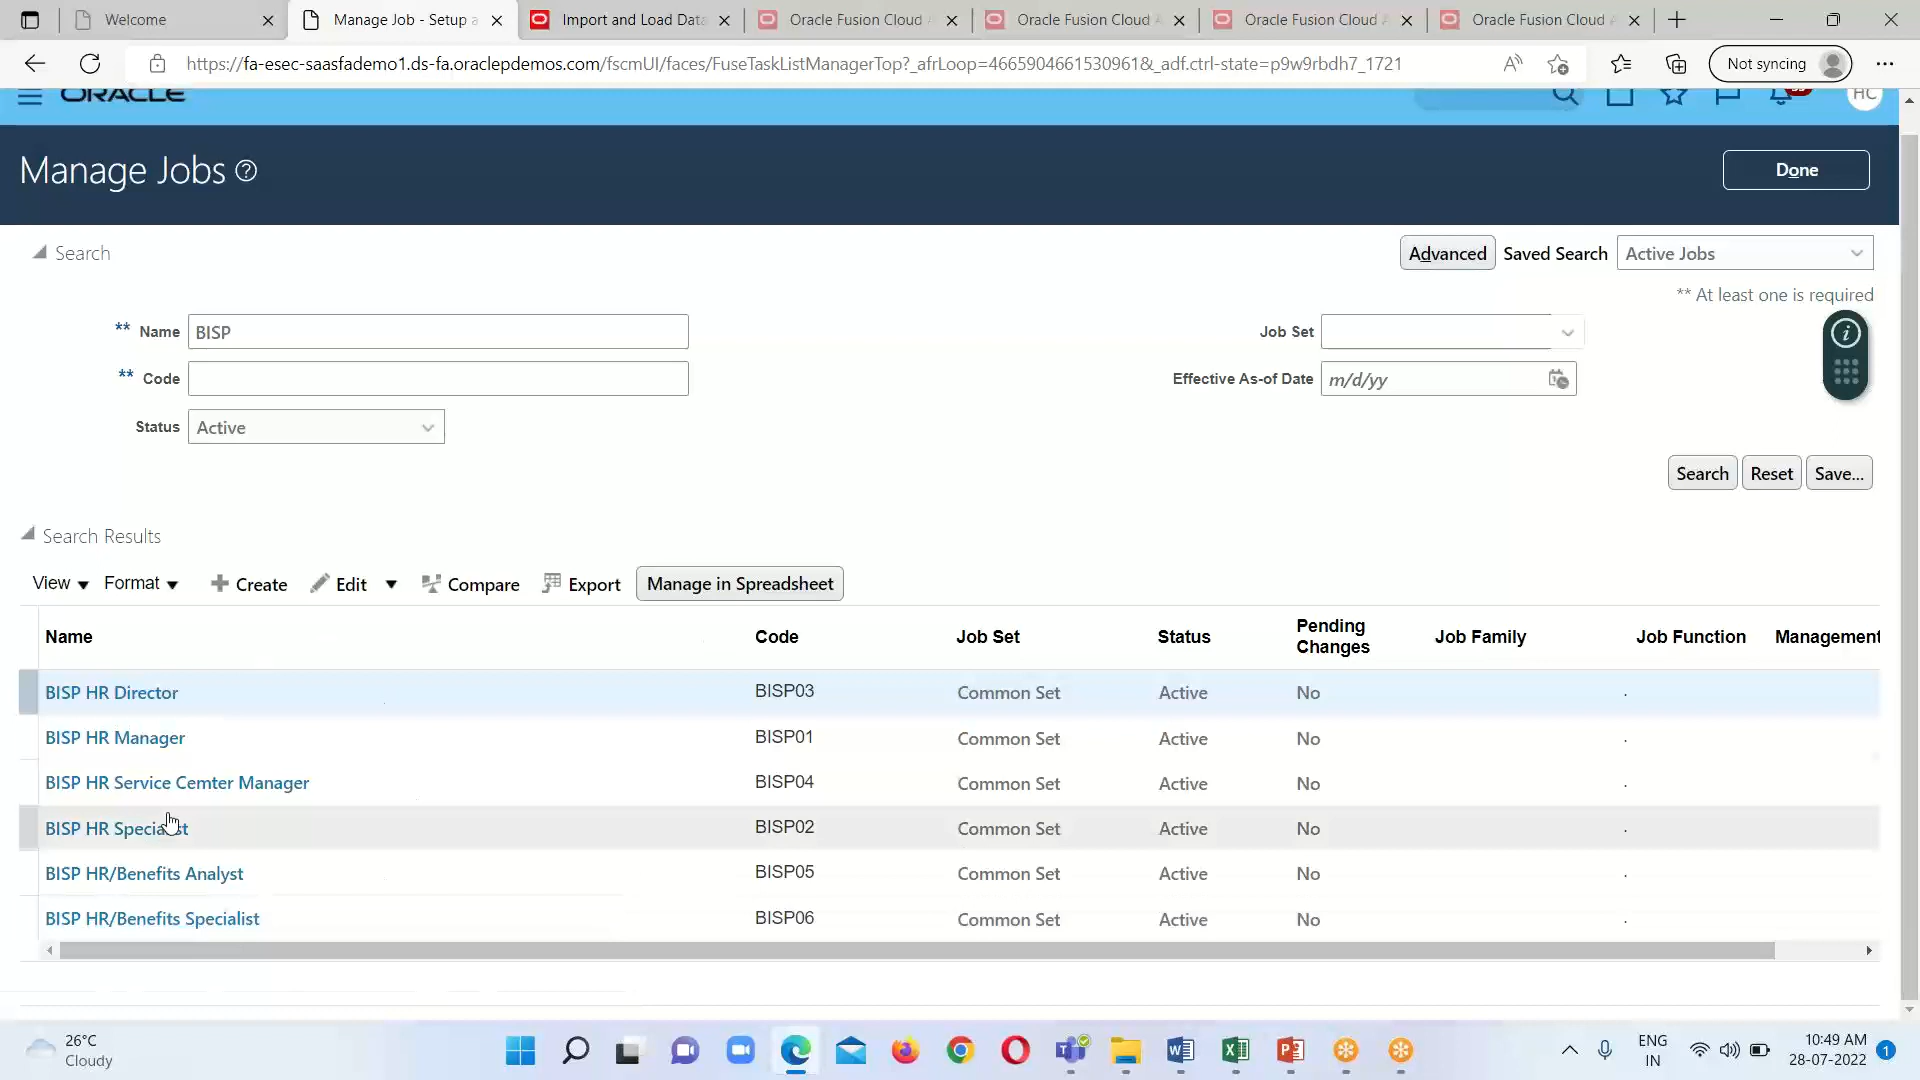 Welcome
Manage Job - Setup a
Import and Load Data
Oracle Fusion Cloud A
Oracle Fusion Cloud A
Oracle Fusion Cloud A
Oracle Fusion Cloud A
https://fa-esec-saasfademo1.ds-fa.oraclepdemos.com/fscmUI/faces/FuseTaskListManagerTop?_afrLoop=46659046615309618&_adf.ctrl-state=p9w9rbdh7_1721
Not syncing
ORACLE
HC
Manage Jobs
Done
Search
Advanced Saved Search Active Jobs
** At least one is required
** Name BISP
Job Set
** Code
Effective As-of Date m/d/yy
Status Active
Search Reset Save...
Search Results
View Format Create Edit Compare Export Manage in Spreadsheet
Name Code Job Set Status Pending Changes Job Family Job Function Management
BISP HR Director BISP03 Common Set Active No .
BISP HR Manager BISP01 Common Set Active No .
BISP HR Service Cemter Manager BISP04 Common Set Active No .
BISP HR Specialist BISP02 Common Set Active No .
BISP HR/Benefits Analyst BISP05 Common Set Active No .
BISP HR/Benefits Specialist BISP06 Common Set Active No .
26°C
Cloudy
ENG
IN
10:49 AM
28-07-2022
1